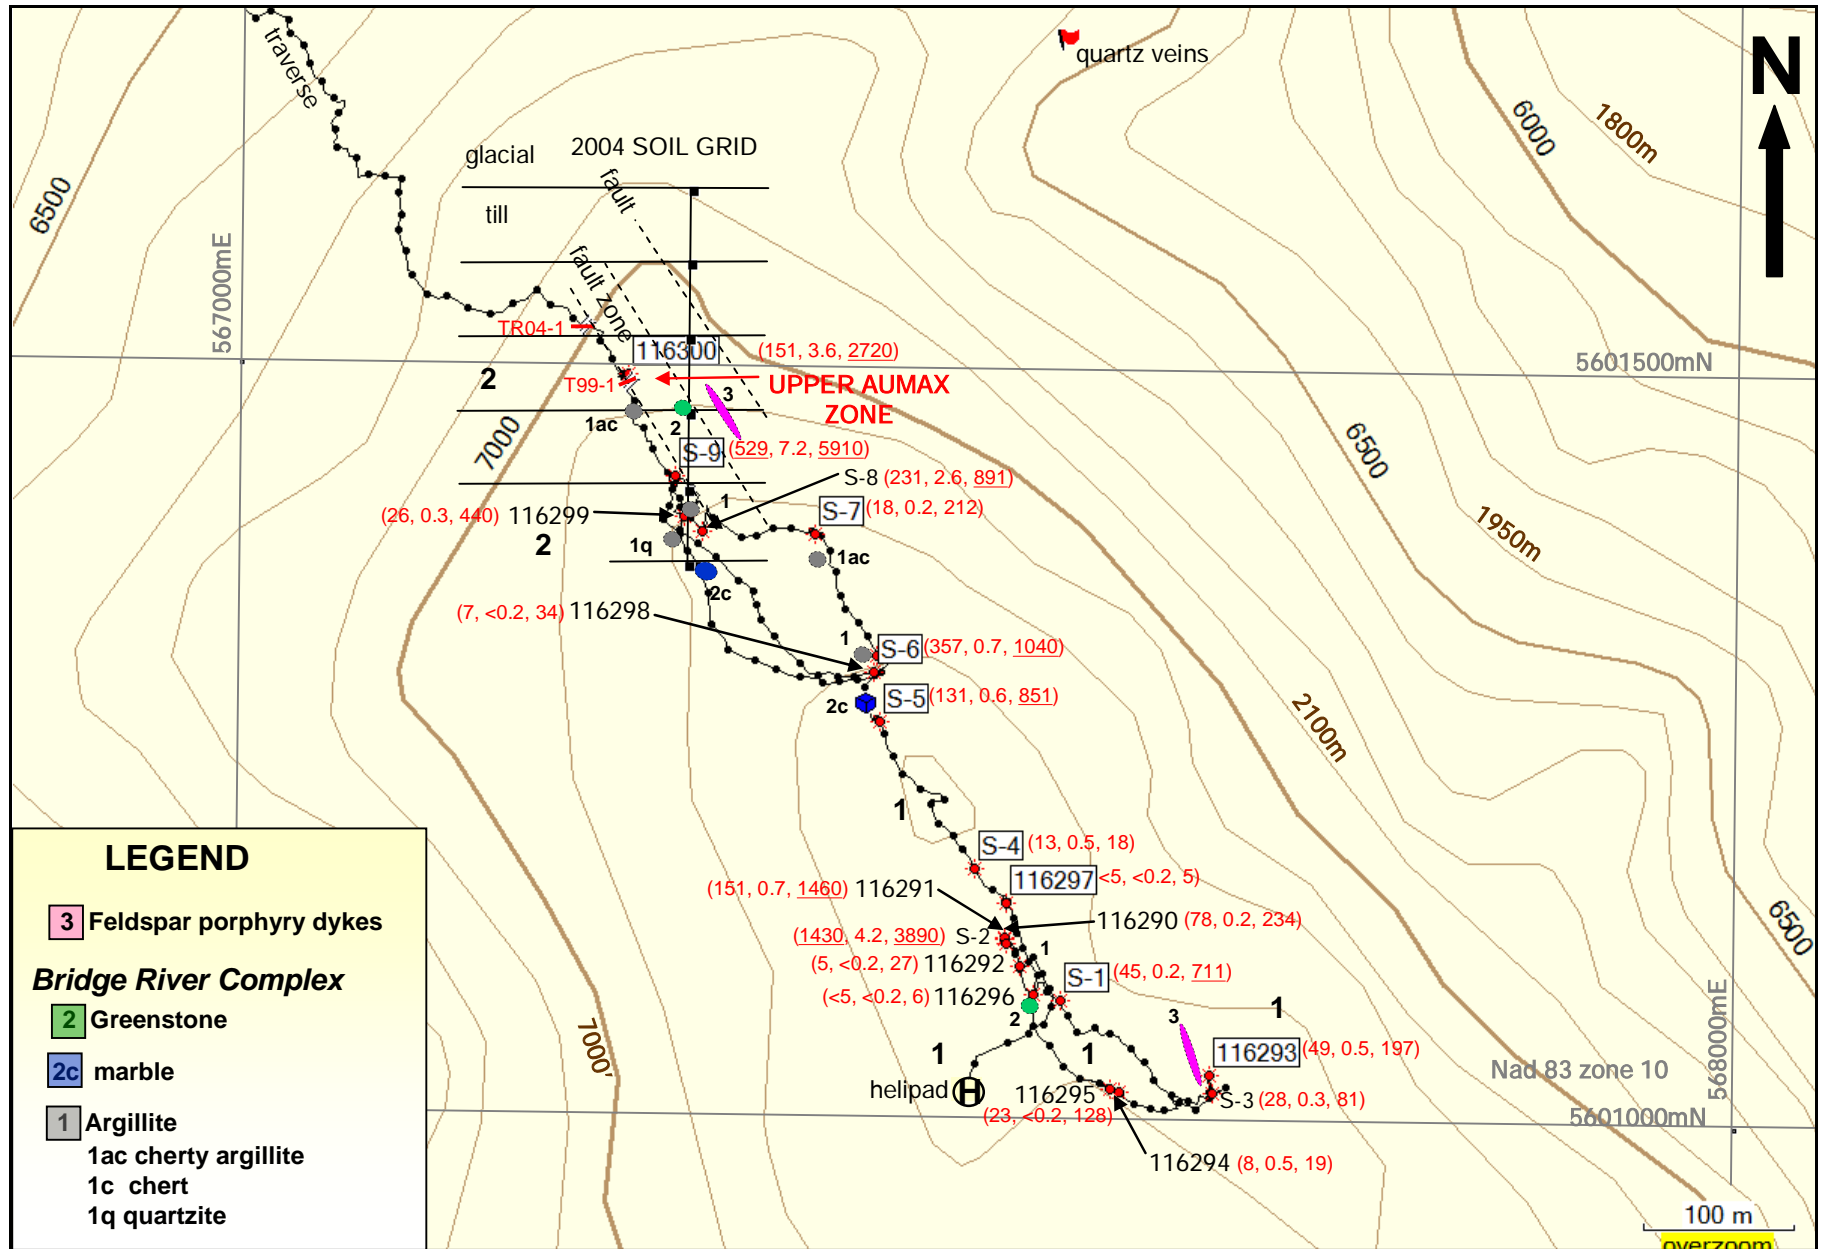 traverse
quartz veins
N
6000
1800m
6500
glacial
2004 SOIL GRID
till
fault
fault zone
567000mE
TR04-1
116300
(151, 3.6, 2720)
5601500mN
T99-1
UPPER AUMAX
ZONE
2
3
1ac
2
7000
S-9
(529, 7.2, 5910)
6500
S-8 (231, 2.6, 891)
1
S-7
(18, 0.2, 212)
(26, 0.3, 440) 116299
1950m
2
1q
1ac
2c
(7, <0.2, 34) 116298
1
S-6
(357, 0.7, 1040)
S-5
(131, 0.6, 851)
2c
2100m
1
S-4
(13, 0.5, 18)
116297
<5, <0.2, 5)
(151, 0.7, 1460) 116291
116290 (78, 0.2, 234)
(1430, 4.2, 3890) S-2
1
6500
(5, <0.2, 27) 116292
S-1
(45, 0.2, 711)
(<5, <0.2, 6) 116296
2
3
1
7000'
1
1
116293
(49, 0.5, 197)
568000mE
Nad 83 zone 10
helipad
H
116295
(23, <0.2, 128)
S-3 (28, 0.3, 81)
5601000mN
116294 (8, 0.5, 19)
100 m
overzoom
LEGEND
3 Feldspar porphyry dykes
Bridge River Complex
2 Greenstone
2c marble
1 Argillite
1ac cherty argillite
1c chert
1q quartzite